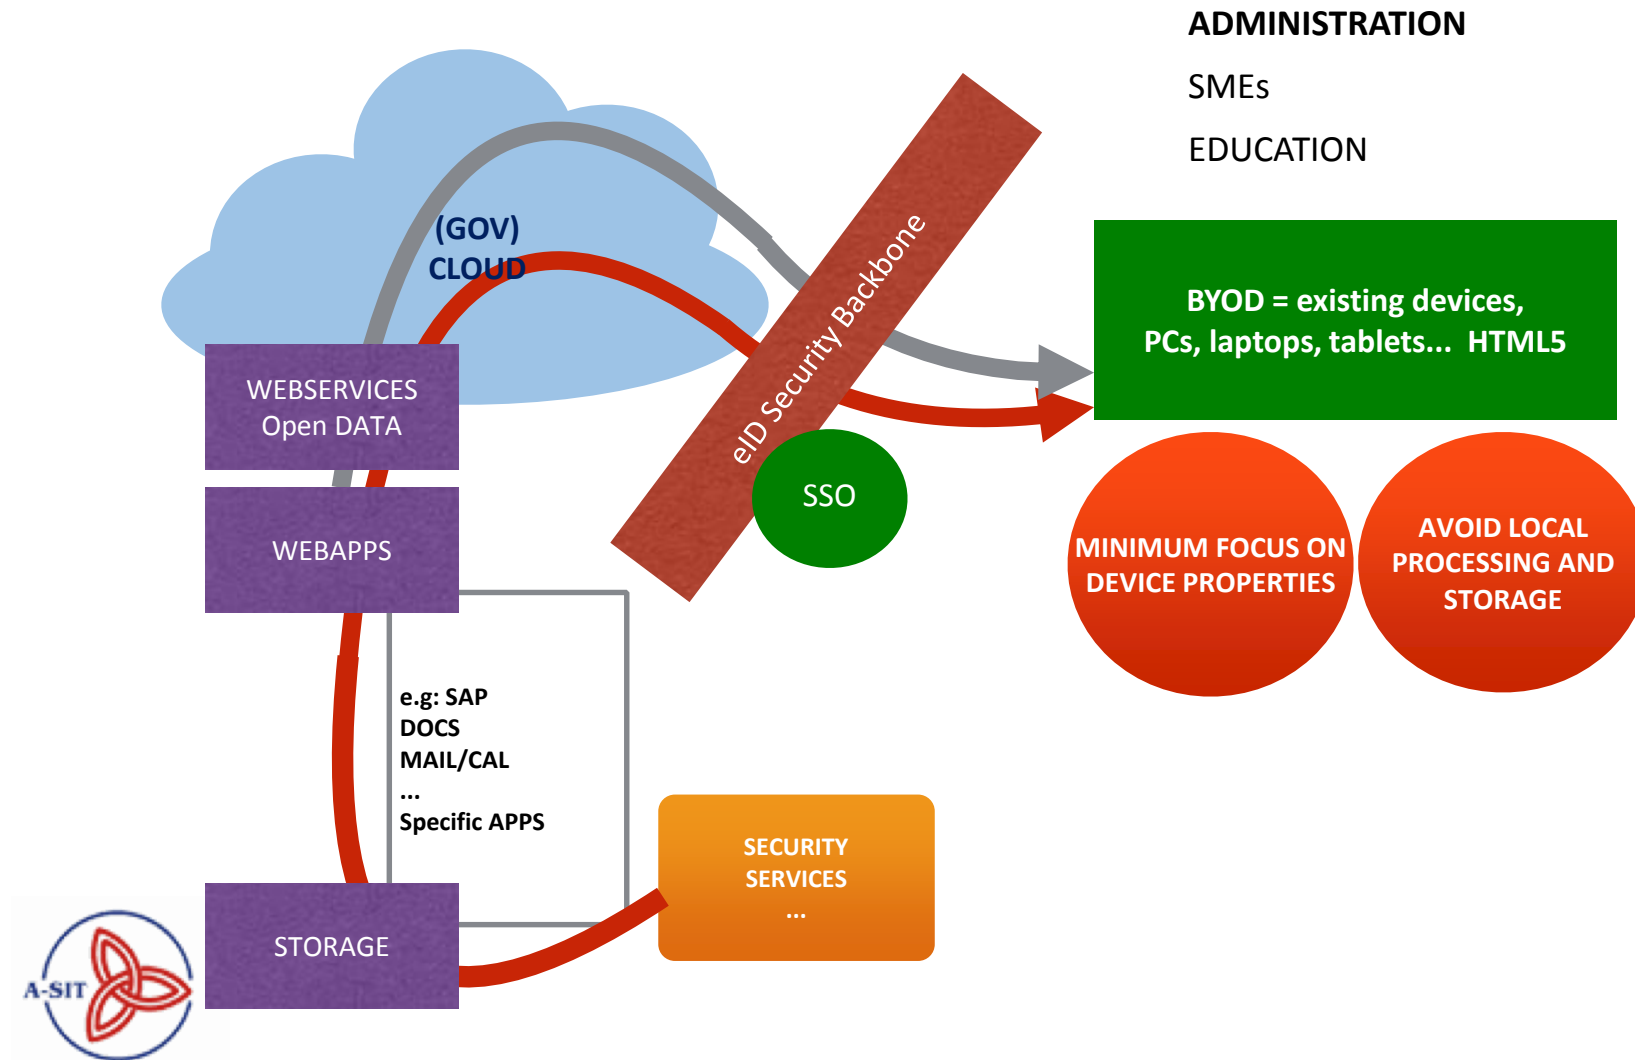 ADMINISTRATION
SMEs
EDUCATION
(GOV)
CLOUD
eID Security Backbone
BYOD = existing devices,
PCs, laptops, tablets... HTML5
WEBSERVICES
Open DATA
SSO
WEBAPPS
MINIMUM FOCUS ON
DEVICE PROPERTIES
AVOID LOCAL
PROCESSING AND
STORAGE
e.g: SAP
DOCS
MAIL/CAL
...
Specific APPS
SECURITY
SERVICES
...
STORAGE
A-SIT